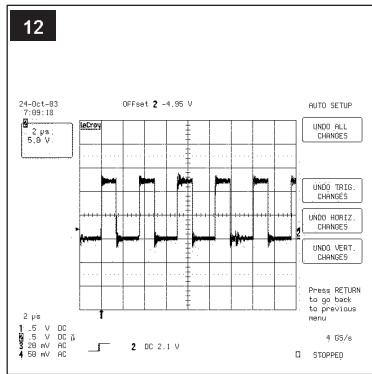 12
24-Oct-83
7:09:18
Offset 2 -4.95 V
AUTO SETUP
2
2 µs
5.0 V
LeCroy
UNDO ALL
CHANGES
UNDO TRIG.
CHANGES
UNDO HORIZ.
CHANGES
UNDO VERT.
CHANGES
Press RETURN
to go back
to previous
menu
2 µs
1 .5 V DC
2 .5 V DC
3 20 mV AC
4 50 mV AC
2 DC 2.1 V
4 GS/s
STOPPED